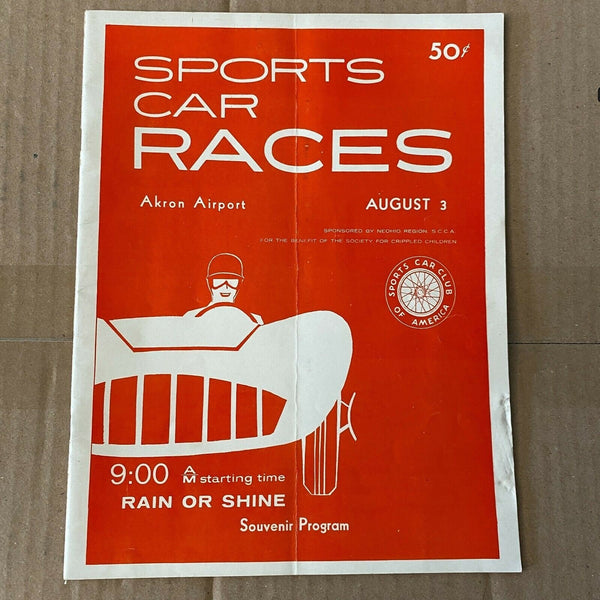 50¢
SPORTS
CAR
RACES
Akron Airport AUGUST 3
SPONSORED BY NEOHIO REGION, S.C.C.A.
FOR THE BENEFIT OF THE SOCIETY FOR CRIPPLED CHILDREN
SPORTS CAR CLUB OF AMERICA
9:00 AM starting time
RAIN OR SHINE
Souvenir Program